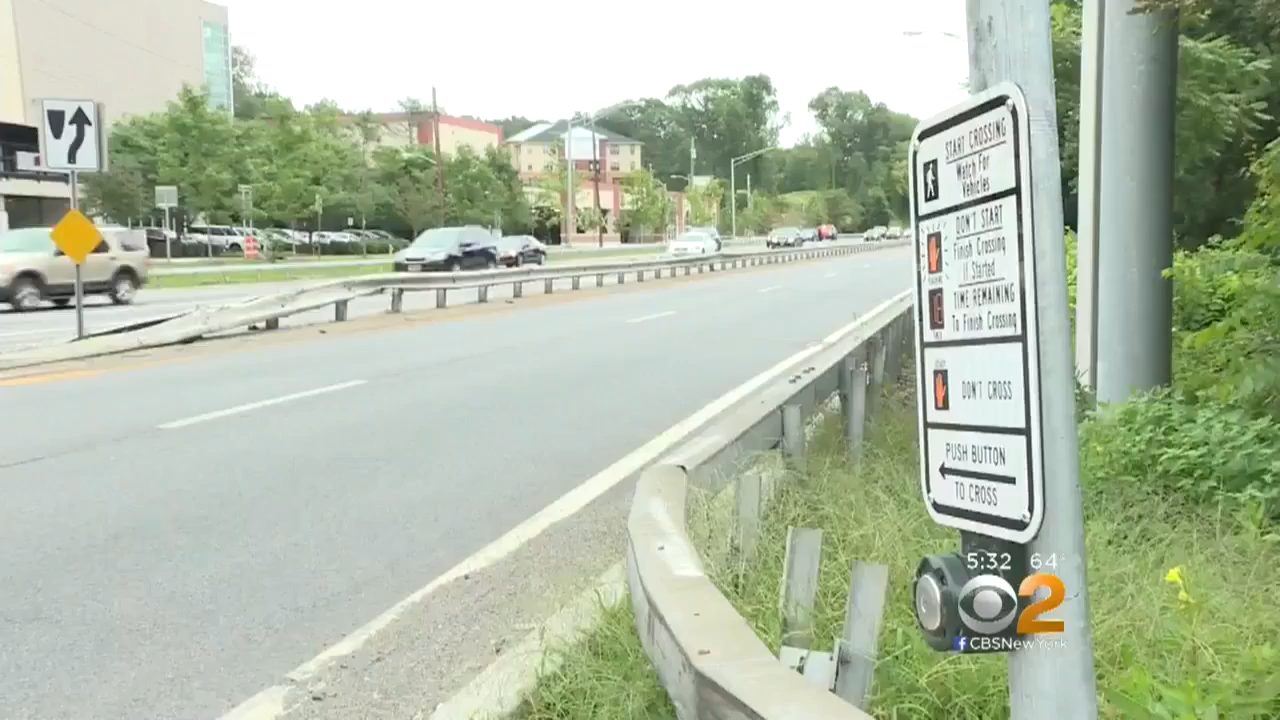 START CROSSING
Watch For
Vehicles
DON'T START
Finish Crossing
If Started
TIME REMAINING
To Finish Crossing
DON'T CROSS
PUSH BUTTON
TO CROSS
5:32 64°
2
f CBSNewYork